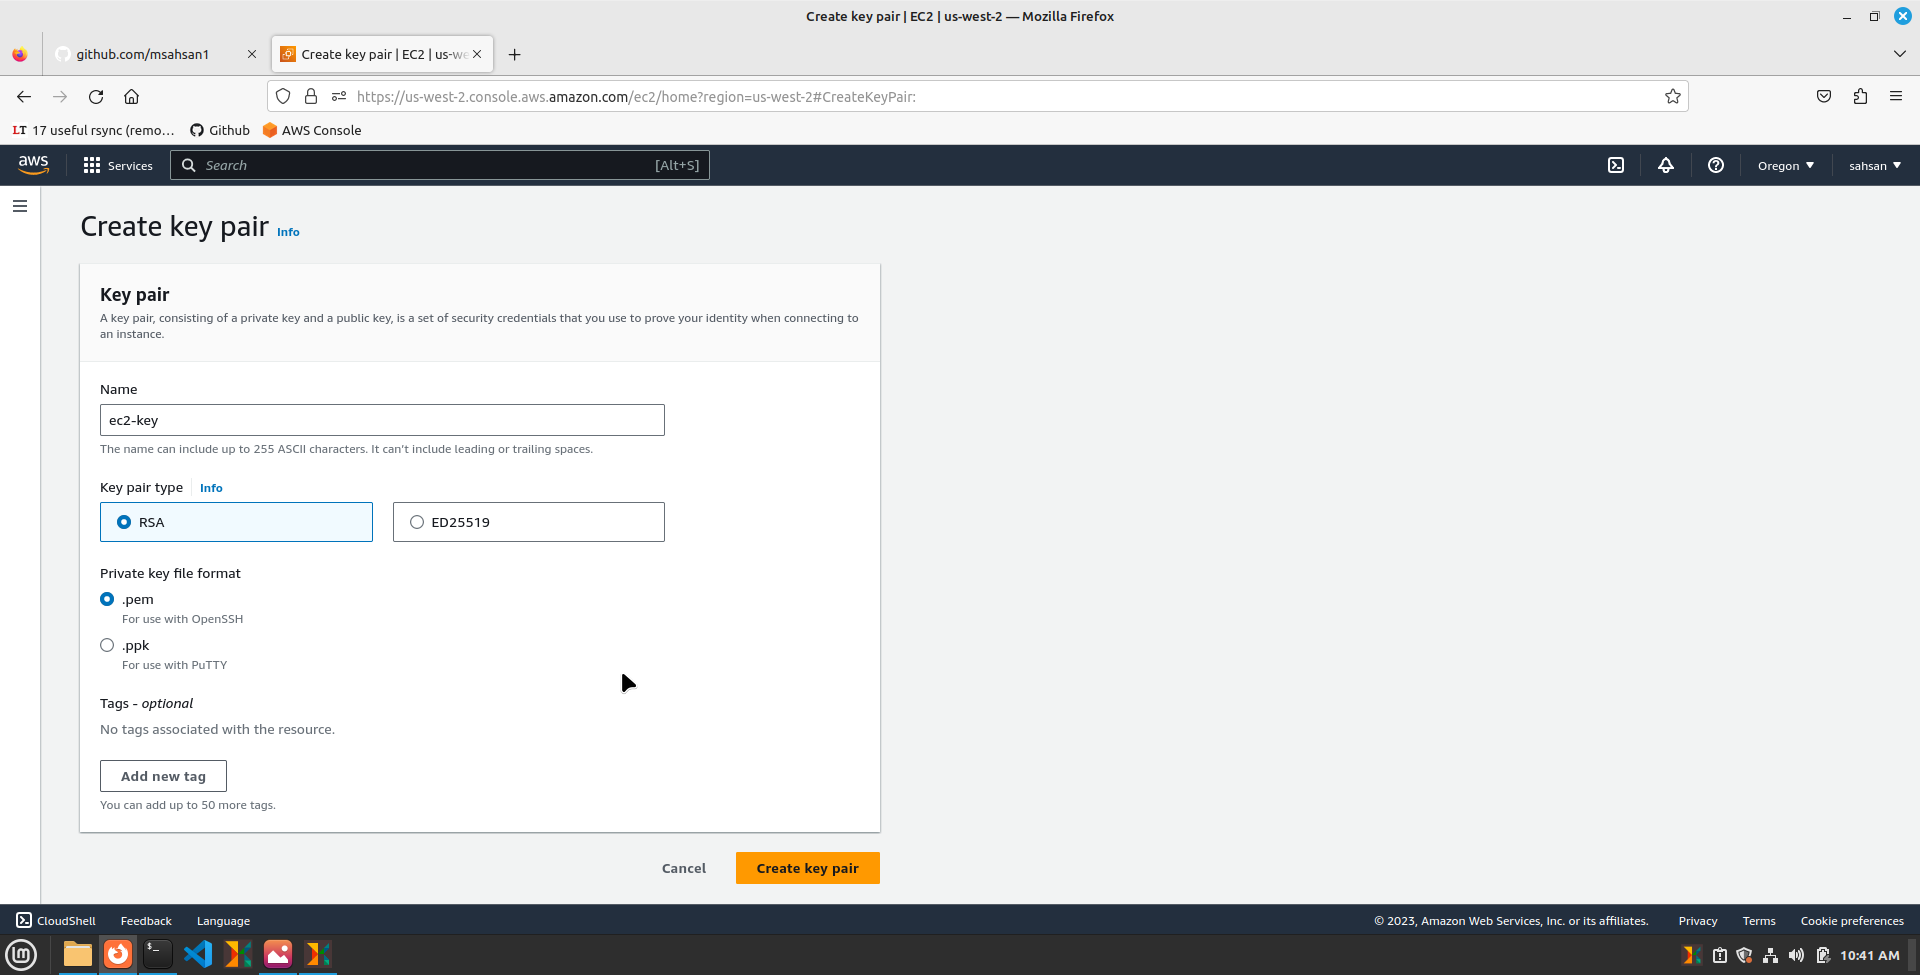 Create key pair | EC2 | us-west-2 — Mozilla Firefox
github.com/msahsan1
Create key pair | EC2 | us-we
https://us-west-2.console.aws.amazon.com/ec2/home?region=us-west-2#CreateKeyPair:
LT 17 useful rsync (remo…
Github
AWS Console
aws
Services
Search
[Alt+S]
Oregon
sahsan
Create key pair Info
Key pair
A key pair, consisting of a private key and a public key, is a set of security credentials that you use to prove your identity when connecting to
an instance.
Name
ec2-key
The name can include up to 255 ASCII characters. It can't include leading or trailing spaces.
Key pair type Info
RSA
ED25519
Private key file format
.pem
For use with OpenSSH
.ppk
For use with PuTTY
Tags - optional
No tags associated with the resource.
Add new tag
You can add up to 50 more tags.
Cancel
Create key pair
CloudShell
Feedback
Language
© 2023, Amazon Web Services, Inc. or its affiliates.
Privacy
Terms
Cookie preferences
10:41 AM